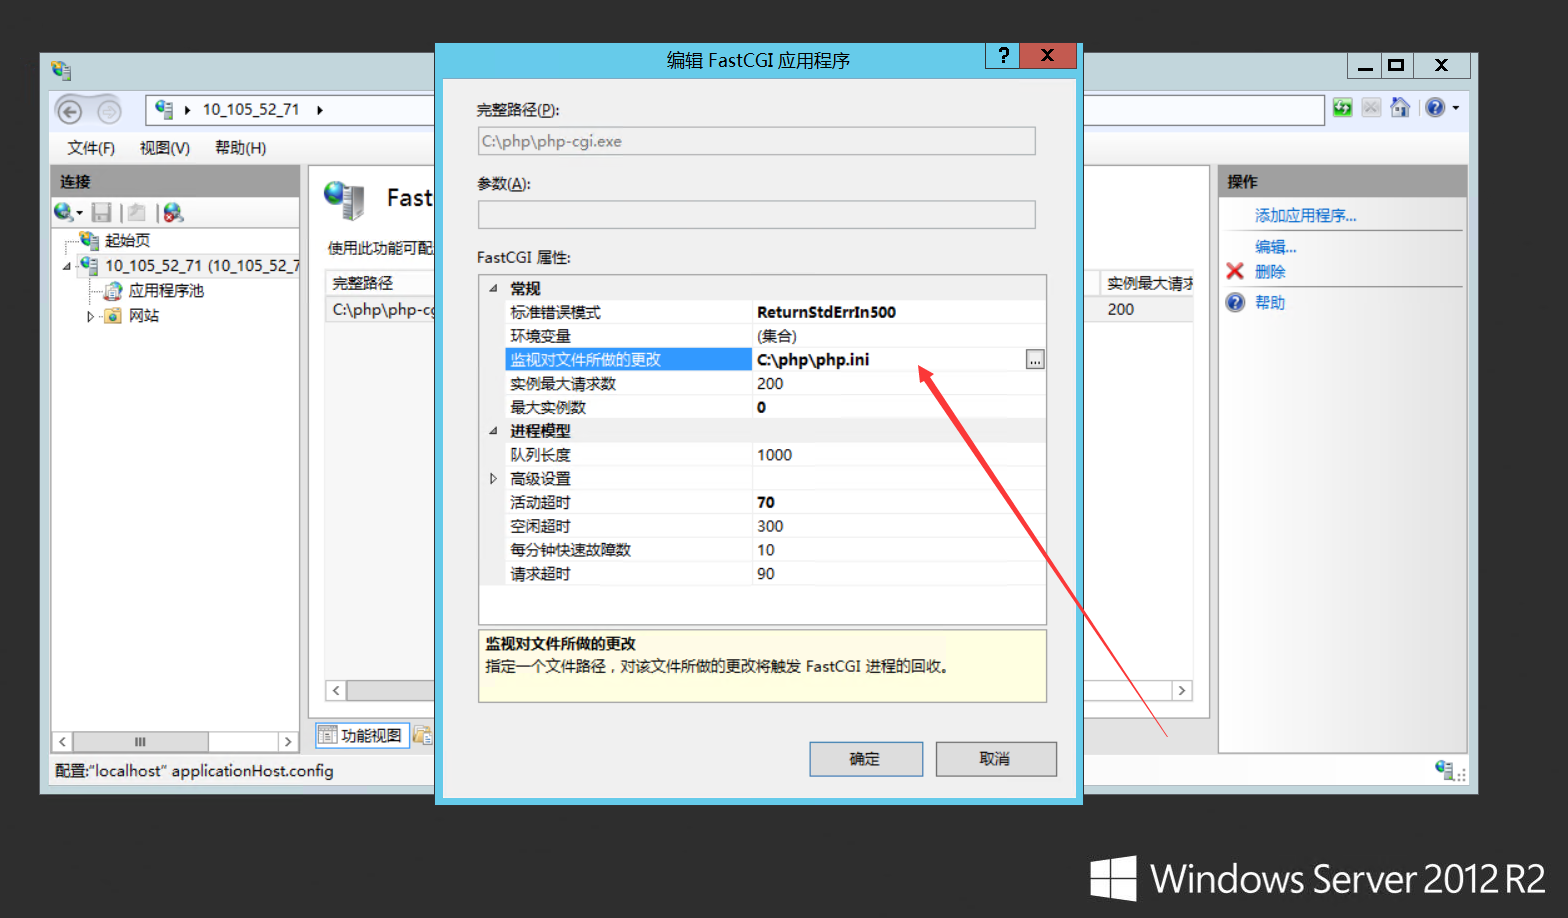 编辑 FastCGI 应用程序
10_105_52_71
文件(F) 视图(V) 帮助(H)
连接
起始页
10_105_52_71 (10_105_52_7
应用程序池
网站
Fast
使用此功能可配
完整路径
C:\php\php-cg
完整路径(P):
C:\php\php-cgi.exe
参数(A):
FastCGI 属性:
常规
标准错误模式 ReturnStdErrIn500
环境变量 (集合)
监视对文件所做的更改 C:\php\php.ini ...
实例最大请求数 200
最大实例数 0
进程模型
队列长度 1000
高级设置
活动超时 70
空闲超时 300
每分钟快速故障数 10
请求超时 90
监视对文件所做的更改
指定一个文件路径，对该文件所做的更改将触发 FastCGI 进程的回收。
确定 取消
实例最大请求
200
操作
添加应用程序...
编辑...
删除
帮助
功能视图
配置:"localhost" applicationHost.config
Windows Server 2012 R2